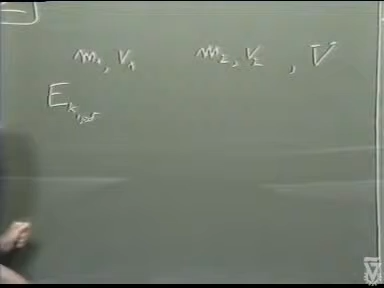 m₁, v₁ m₂, v₂ , V
E